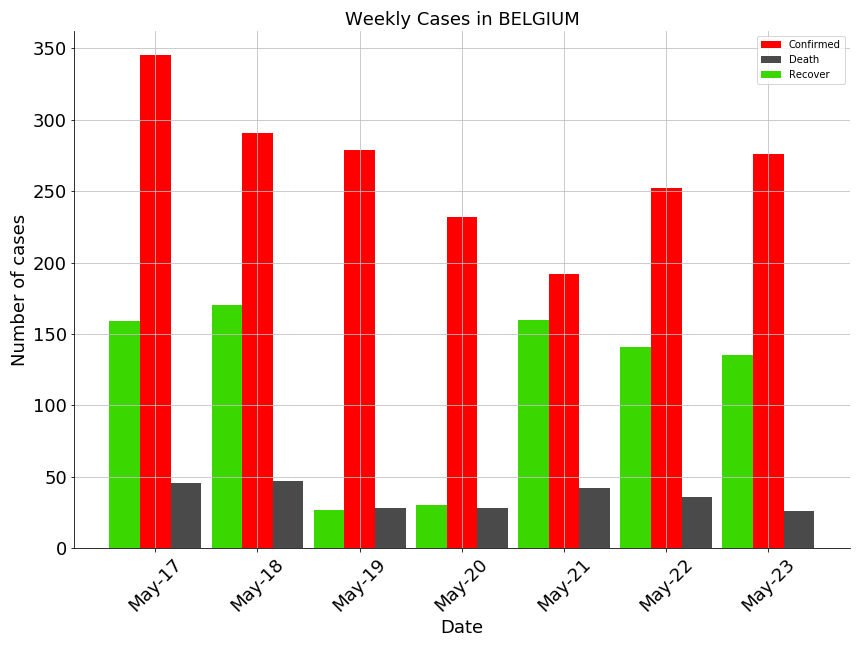 Weekly Cases in BELGIUM
Confirmed
Death
Recover
Number of cases
350
300
250
200
150
100
50
0
May-17 May-18 May-19 May-20 May-21 May-22 May-23
Date